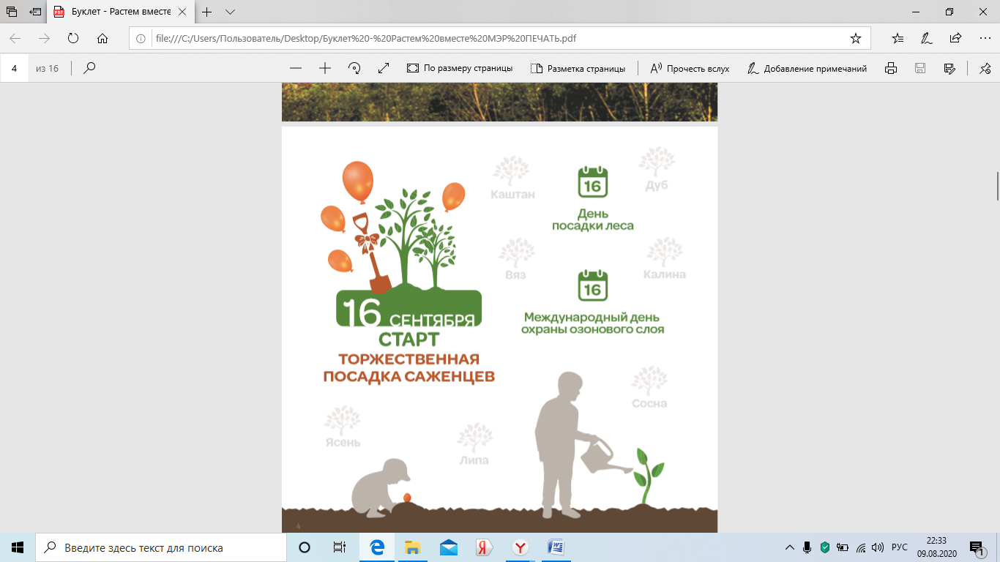 Буклет - Растем вместе
file:///C:/Users/Пользователь/Desktop/Буклет%20-%20Растем%20вместе%20МЭР%20ПЕЧАТЬ.pdf
4 из 16
По размеру страницы
Разметка страницы
Прочесть вслух
Добавление примечаний
Каштан
16
Дуб
День
посадки леса
Вяз
Калина
16
Международный день
охраны озонового слоя
16 СЕНТЯБРЯ
СТАРТ
ТОРЖЕСТВЕННАЯ
ПОСАДКА САЖЕНЦЕВ
Сосна
Ясень
Липа
4
Введите здесь текст для поиска
РУС
22:33
09.08.2020
1